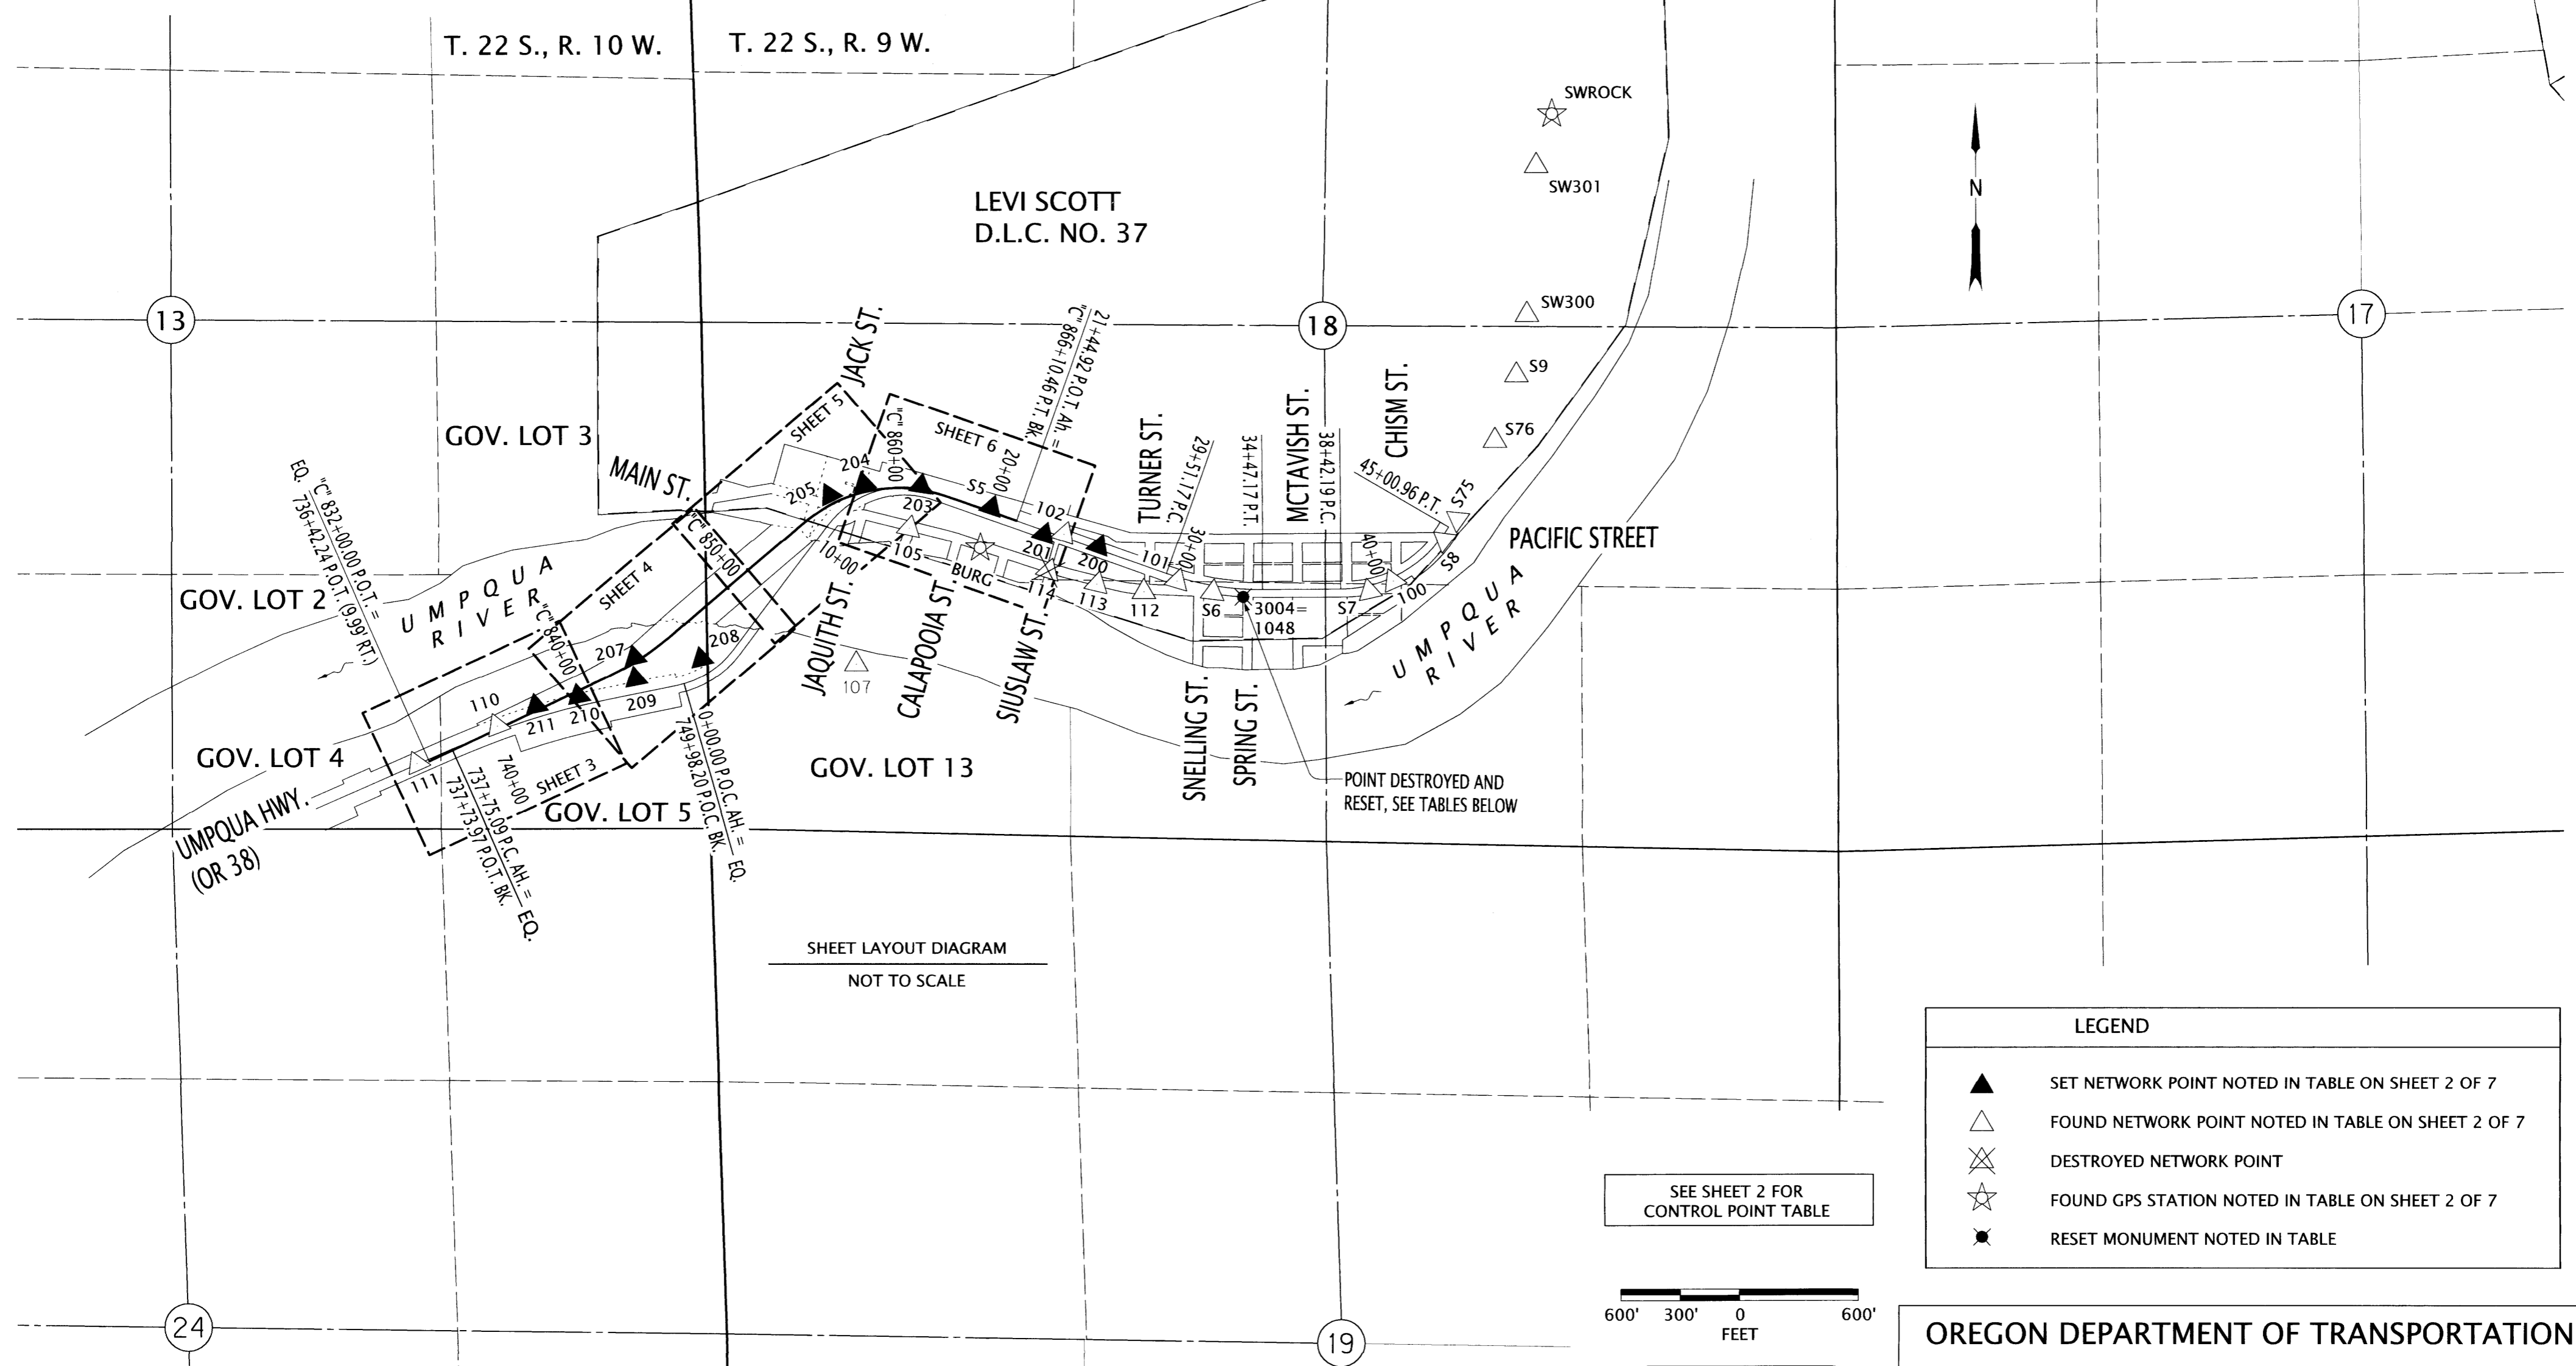 T. 22 S., R. 10 W.
T. 22 S., R. 9 W.
SWROCK
SW301
N
LEVI SCOTT
D.L.C. NO. 37
SW300
13
18
17
JACK ST.
21+44.92 P.O.T. Ah. =
"C" 866+10.46 P.T. Bk.
S9
S76
GOV. LOT 3
MAIN ST.
SHEET 5
SHEET 6
"C" 860+00
20+00
TURNER ST.
29+51.17 P.C.
34+47.17 P.T.
MCTAVISH ST.
38+42.19 P.C.
CHISM ST.
45+00.96 P.T.
S75
204
205
S5
102
203
105
10+00
BURG
201
200
101
30+00
114
113
112
S6
3004=
1048
S7
40+00
100
S8
PACIFIC STREET
UMPQUA
RIVER
"C" 832+00.00 P.O.T. =
EQ. 736+42.24 P.O.T. (9.99' RT.)
GOV. LOT 2
UMPQUA
RIVER
SHEET 4
"C" 850+00
"C" 840+00
207
208
209
210
211
110
111
107
JAQUITH ST.
CALAPOOIA ST.
SIUSLAW ST.
SNELLING ST.
SPRING ST.
GOV. LOT 4
UMPQUA HWY.
(OR 38)
740+00
SHEET 3
737+75.09 P.C. AH. =
737+73.97 P.O.T. BK.
EQ.
GOV. LOT 5
0+00.00 P.O.C. AH. =
749+98.20 P.O.C. BK.
EQ.
GOV. LOT 13
POINT DESTROYED AND
RESET, SEE TABLES BELOW
SHEET LAYOUT DIAGRAM
NOT TO SCALE
LEGEND
SET NETWORK POINT NOTED IN TABLE ON SHEET 2 OF 7
FOUND NETWORK POINT NOTED IN TABLE ON SHEET 2 OF 7
DESTROYED NETWORK POINT
FOUND GPS STATION NOTED IN TABLE ON SHEET 2 OF 7
RESET MONUMENT NOTED IN TABLE
SEE SHEET 2 FOR
CONTROL POINT TABLE
600' 300' 0 600'
FEET
24
19
OREGON DEPARTMENT OF TRANSPORTATION